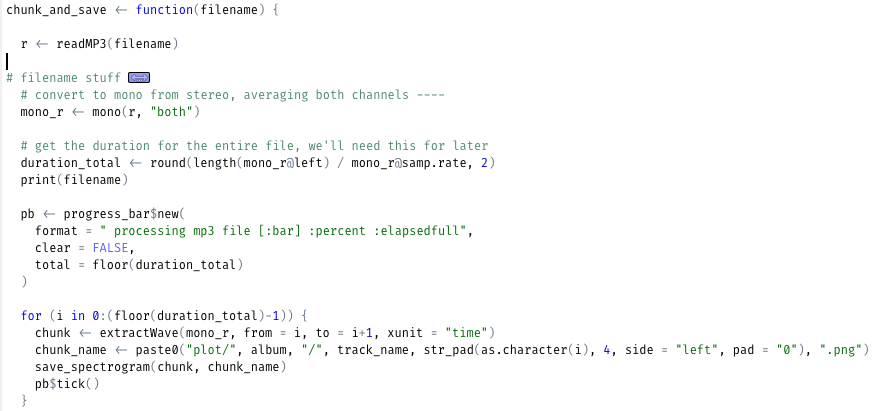 chunk_and_save <- function(filename) {
r <- readMP3(filename)
# filename stuff
# convert to mono from stereo, averaging both channels ----
mono_r <- mono(r, "both")
# get the duration for the entire file, we'll need this for later
duration_total <- round(length(mono_r@left) / mono_r@samp.rate, 2)
print(filename)
pb <- progress_bar$new(
format = " processing mp3 file [:bar] :percent :elapsedfull",
clear = FALSE,
total = floor(duration_total)
)
for (i in 0:(floor(duration_total)-1)) {
chunk <- extractWave(mono_r, from = i, to = i+1, xunit = "time")
chunk_name <- paste0("plot/", album, "/", track_name, str_pad(as.character(i), 4, side = "left", pad = "0"), ".png")
save_spectrogram(chunk, chunk_name)
pb$tick()
}